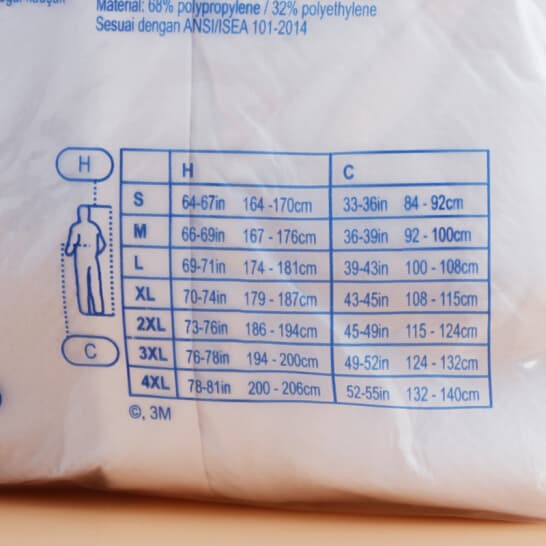 Material: 68% polypropylene / 32% polyethylene
Sesuai dengan ANSI/ISEA 101-2014
H
H C
S 64-67in 164 -170cm 33-36in 84 - 92cm
M 66-69in 167 - 176cm 36-39in 92 - 100cm
L 69-71in 174 - 181cm 39-43in 100 - 108cm
XL 70-74in 179 - 187cm 43-45in 108 - 115cm
2XL 73-76in 186 - 194cm 45-49in 115 - 124cm
3XL 76-78in 194 - 200cm 49-52in 124 - 132cm
4XL 78-81in 200 - 206cm 52-55in 132 - 140cm
C
©, 3M